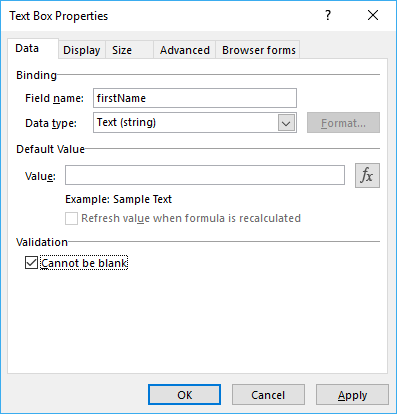 Text Box Properties ? ×
Data Display Size Advanced Browser forms
Binding
Field name: firstName
Data type: Text (string) Format...
Default Value
Value: fx
Example: Sample Text
Refresh value when formula is recalculated
Validation
Cannot be blank
OK Cancel Apply